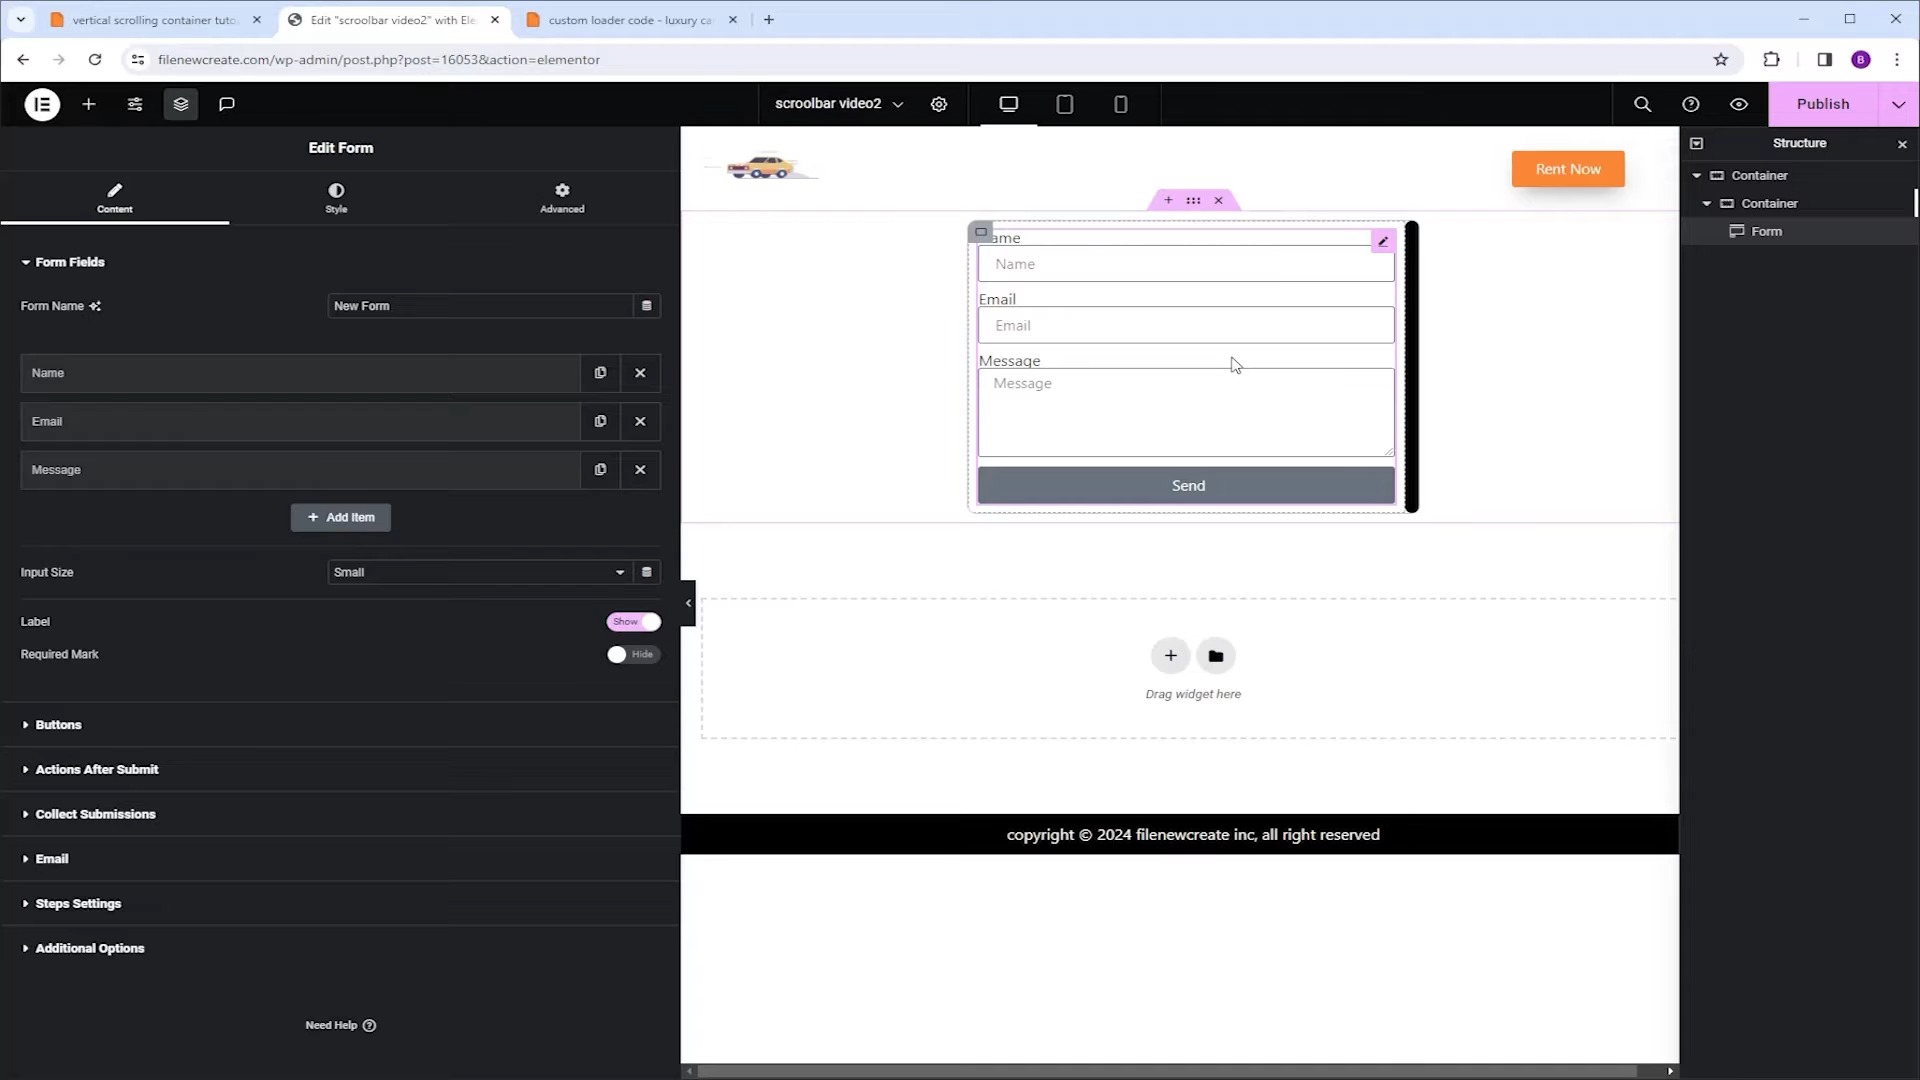 vertical scrolling container tuto
Edit "scroolbar video2" with Ele
custom loader code - luxury ca
filenewcreate.com/wp-admin/post.php?post=16053&action=elementor
B
scroolbar video2
Publish
Edit Form
Content
Style
Advanced
Form Fields
Form Name
New Form
Name
Email
Message
Add Item
Input Size
Small
Label
Show
Required Mark
Hide
Buttons
Actions After Submit
Collect Submissions
Email
Steps Settings
Additional Options
Need Help
Rent Now
ame
Name
Email
Email
Message
Message
Send
Drag widget here
copyright © 2024 filenewcreate inc, all right reserved
Structure
Container
Container
Form